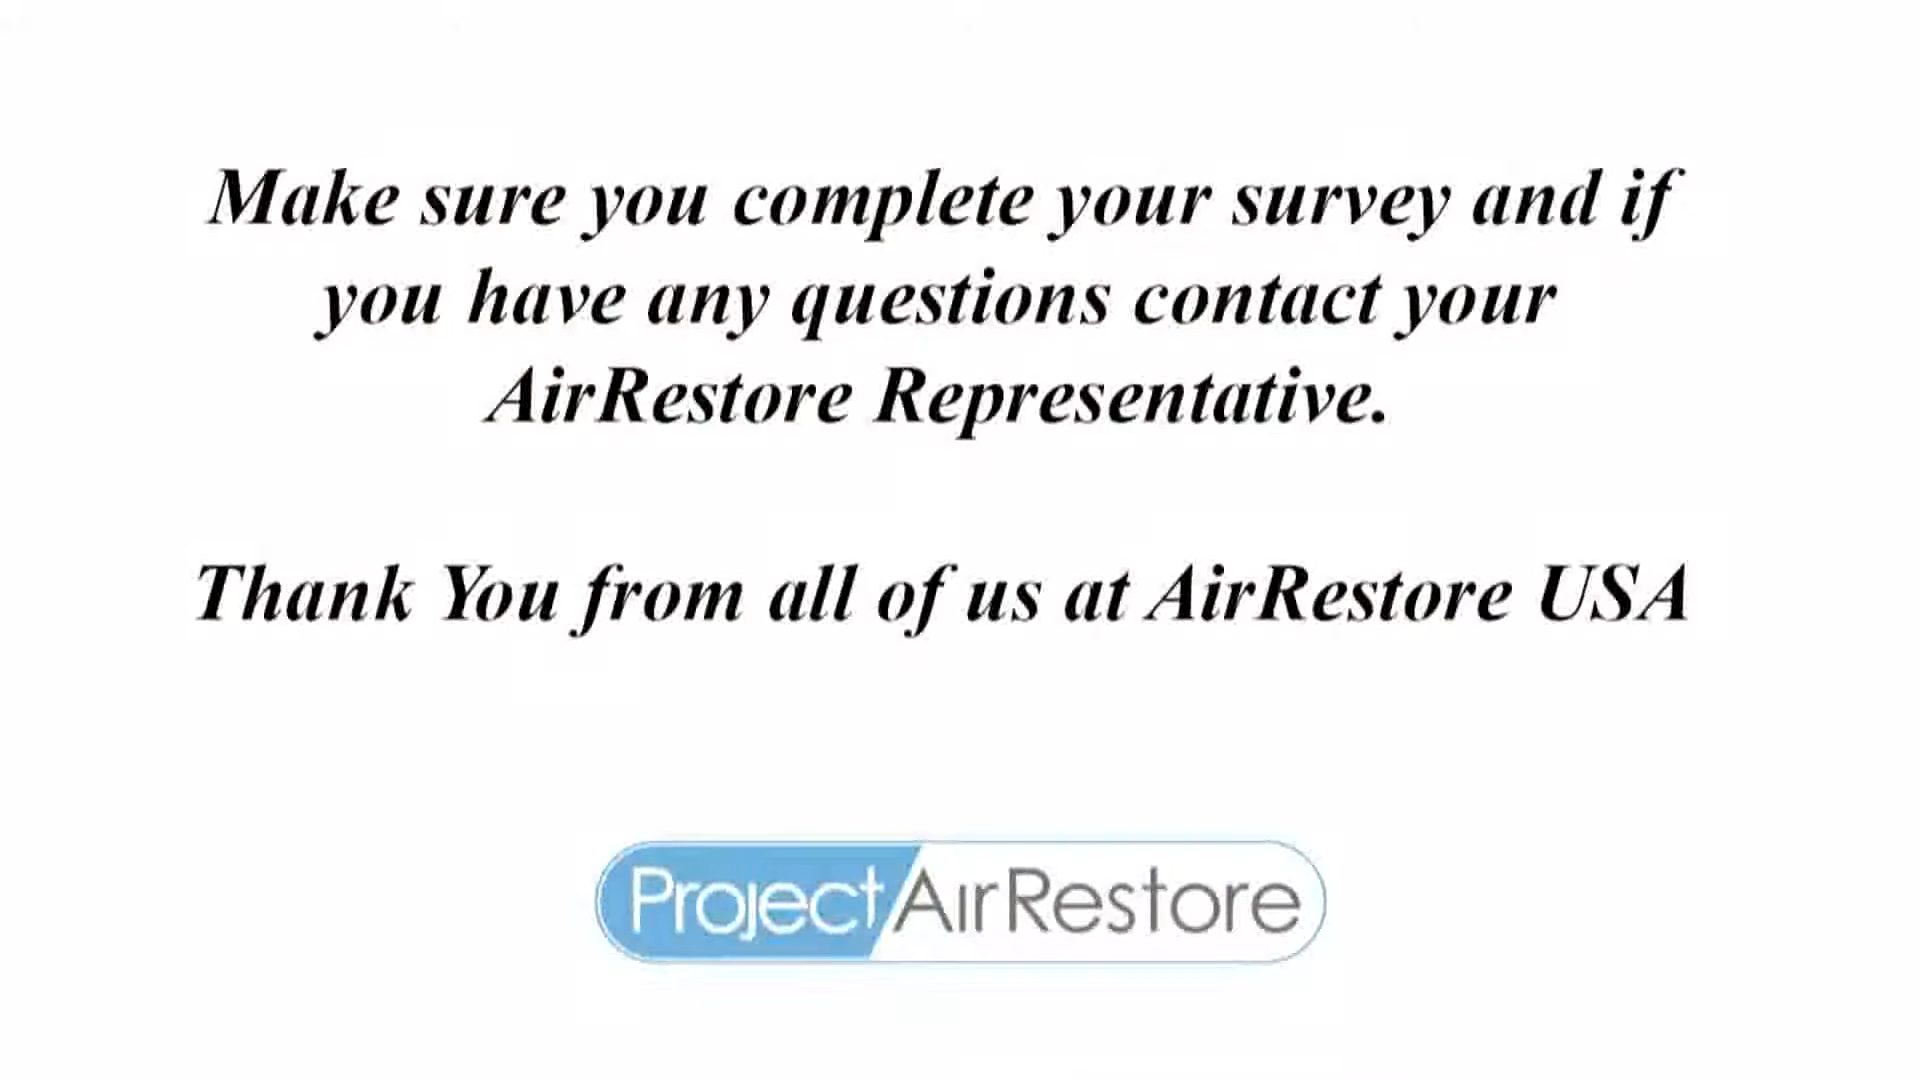 Make sure you complete your survey and if
you have any questions contact your
AirRestore Representative.
Thank You from all of us at AirRestore USA
Project AirRestore